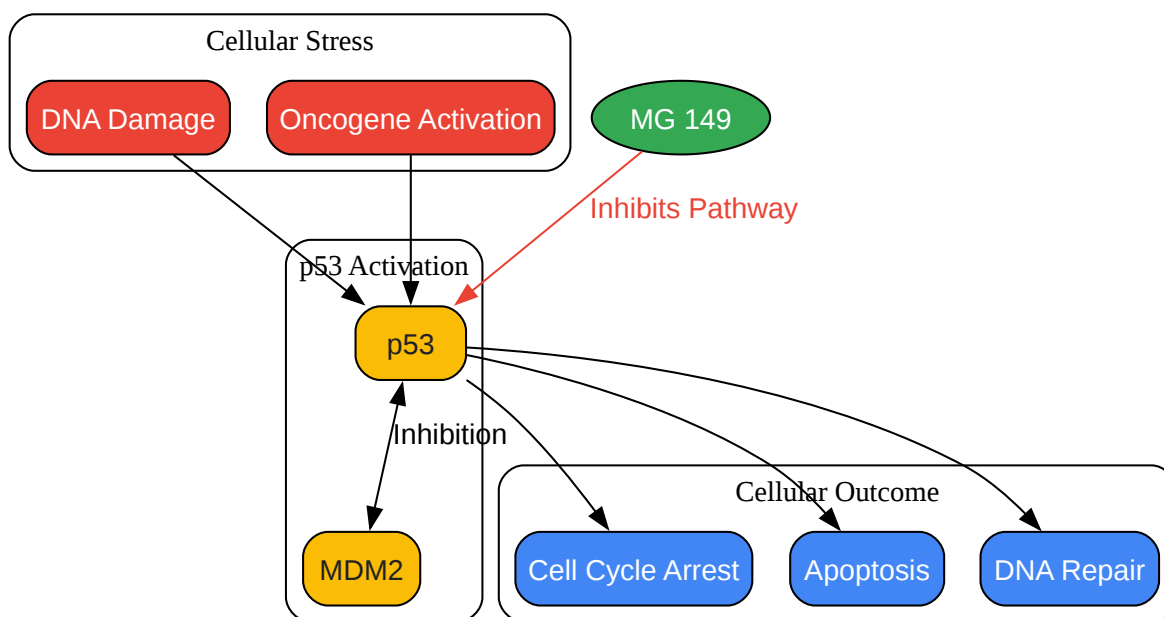 Cellular Stress
DNA Damage
Oncogene Activation
MG 149
Inhibits Pathway
p53 Activation
p53
Inhibition
MDM2
Cellular Outcome
Cell Cycle Arrest
Apoptosis
DNA Repair